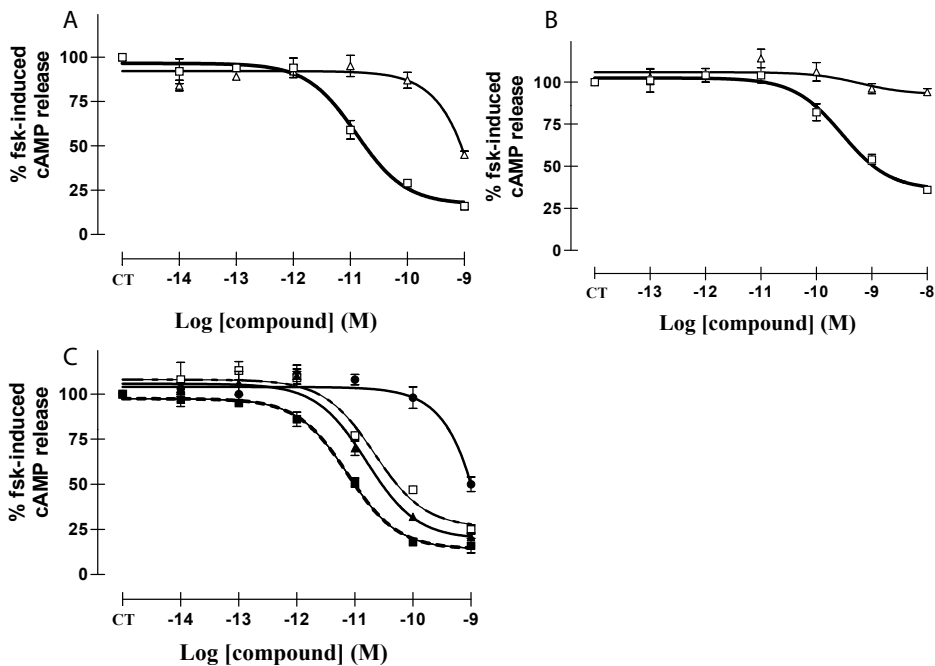 A
% fsk-induced
cAMP release
100
75
50
25
0
CT
-14
-13
-12
-11
-10
-9
Log [compound] (M)
B
% fsk-induced
cAMP release
100
75
50
25
0
CT
-13
-12
-11
-10
-9
-8
Log [compound] (M)
C
% fsk-induced
cAMP release
100
75
50
25
0
CT
-14
-13
-12
-11
-10
-9
Log [compound] (M)